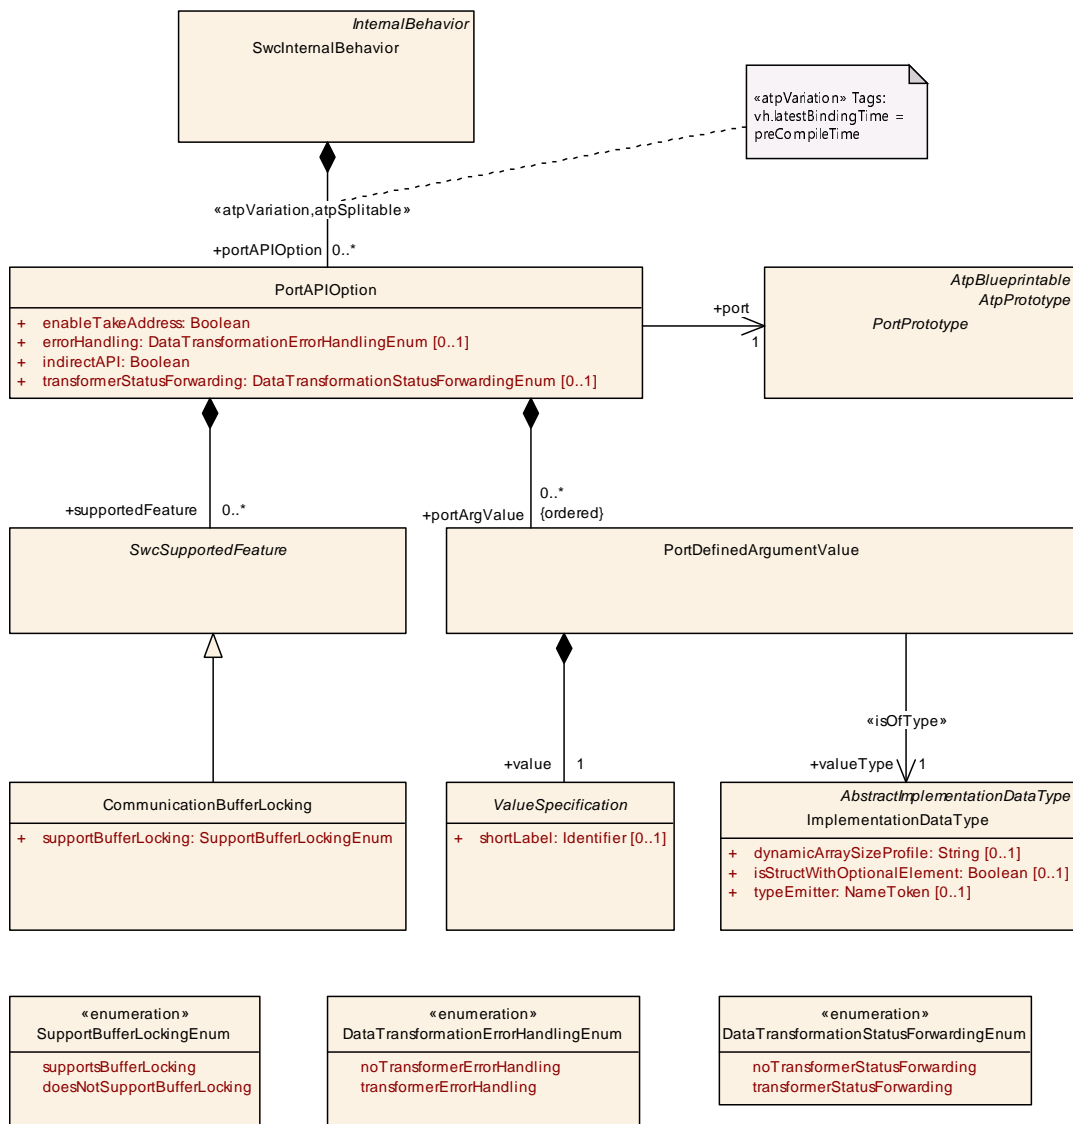 InternalBehavior
SwcInternalBehavior
«atpVariation» Tags:
vh.latestBindingTime =
preCompileTime
«atpVariation,atpSplitable»
+portAPIOption 0..*
PortAPIOption
+ enableTakeAddress: Boolean
+ errorHandling: DataTransformationErrorHandlingEnum [0..1]
+ indirectAPI: Boolean
+ transformerStatusForwarding: DataTransformationStatusForwardingEnum [0..1]
+port
1
AtpBlueprintable
AtpPrototype
PortPrototype
+supportedFeature 0..*
+portArgValue 0..*
{ordered}
SwcSupportedFeature
PortDefinedArgumentValue
«isOfType»
+value 1
+valueType 1
CommunicationBufferLocking
+ supportBufferLocking: SupportBufferLockingEnum
ValueSpecification
+ shortLabel: Identifier [0..1]
AbstractImplementationDataType
ImplementationDataType
+ dynamicArraySizeProfile: String [0..1]
+ isStructWithOptionalElement: Boolean [0..1]
+ typeEmitter: NameToken [0..1]
«enumeration»
SupportBufferLockingEnum
supportsBufferLocking
doesNotSupportBufferLocking
«enumeration»
DataTransformationErrorHandlingEnum
noTransformerErrorHandling
transformerErrorHandling
«enumeration»
DataTransformationStatusForwardingEnum
noTransformerStatusForwarding
transformerStatusForwarding